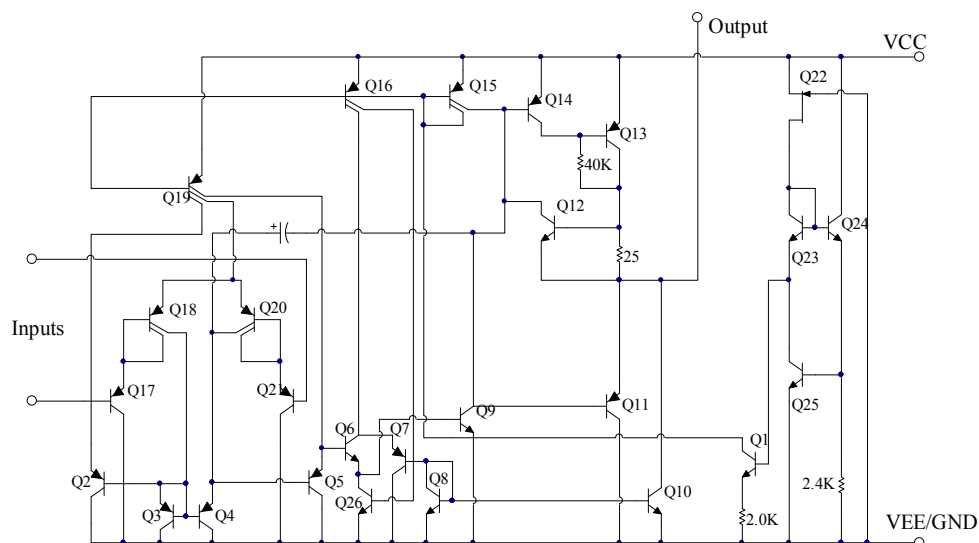 Output
VCC
Q16
Q15
Q14
Q22
Q13
40K
Q19
Q12
Q23
Q24
25
Q18
Q20
Inputs
Q17
Q21
Q25
Q9
Q11
Q6
Q7
Q1
Q2
Q5
Q8
Q26
Q10
2.4K
Q3
Q4
2.0K
VEE/GND